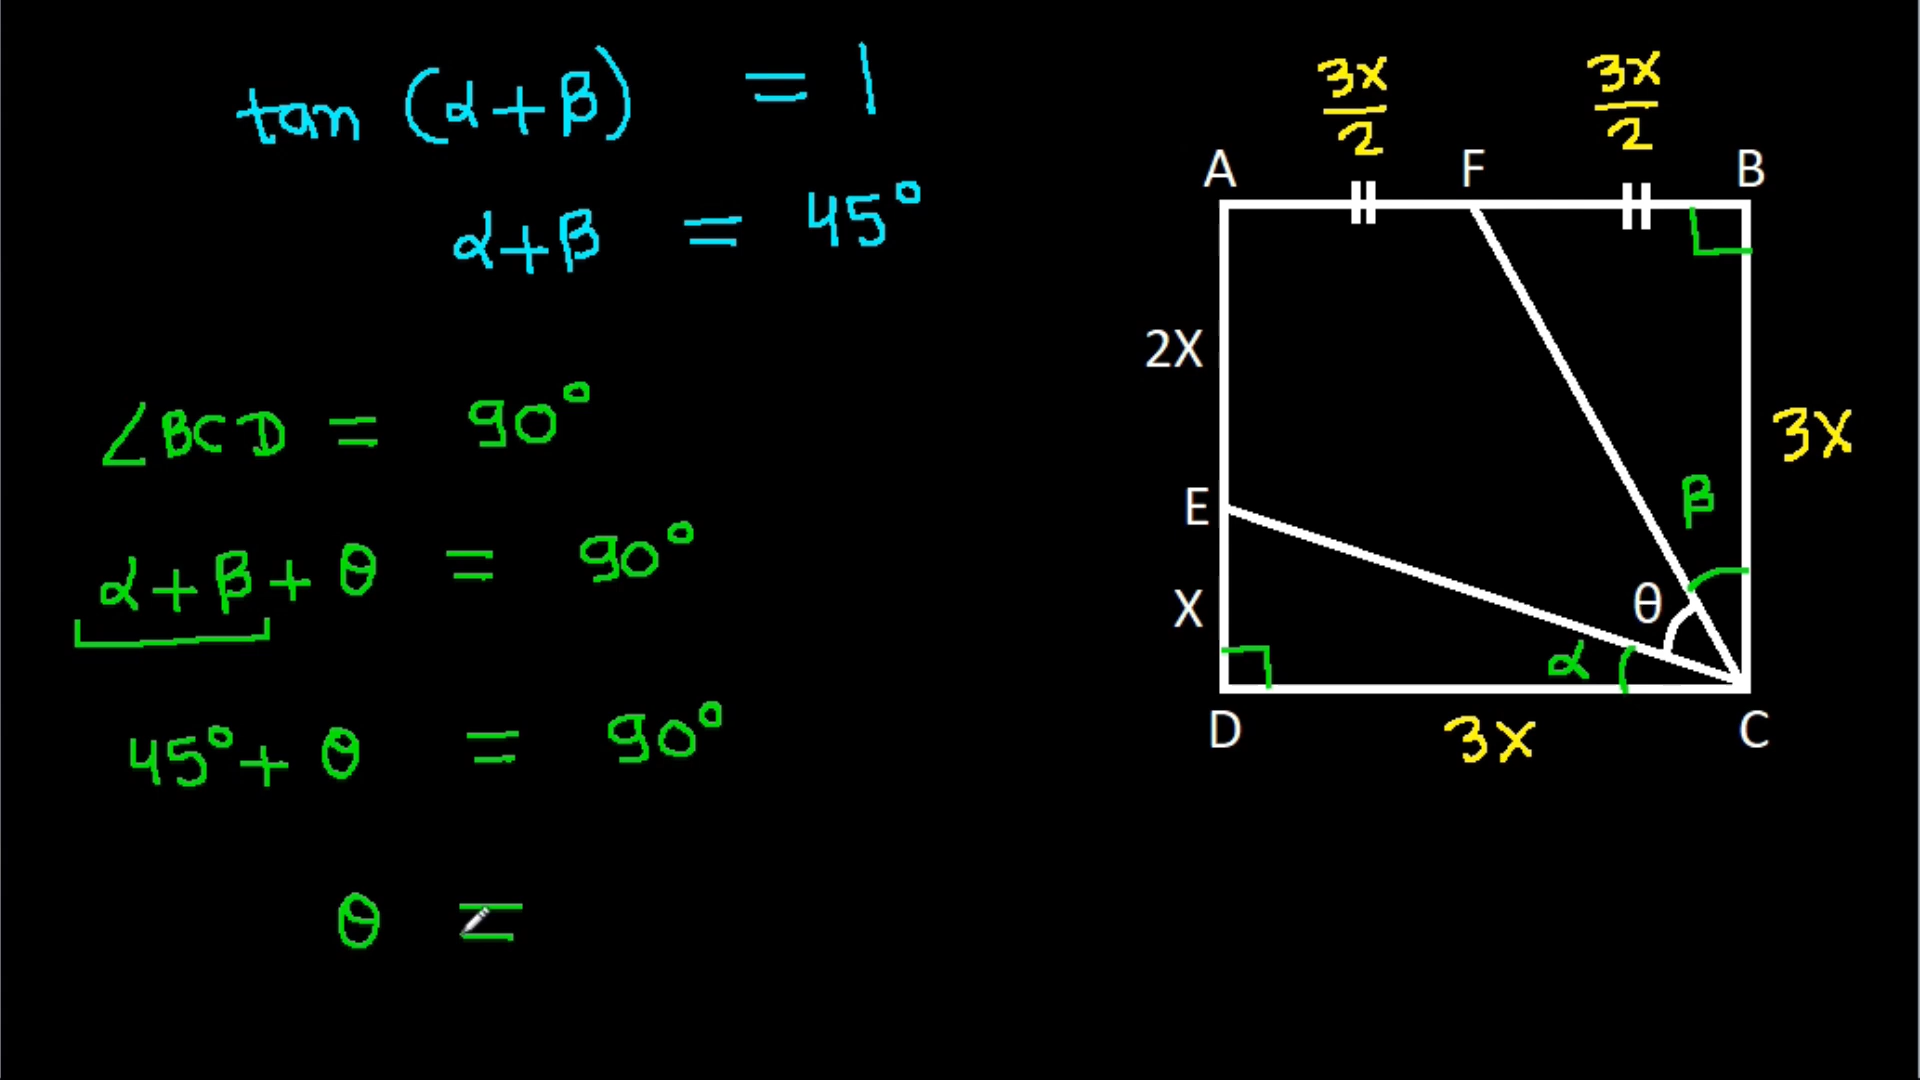 tan (α+β) = 1
α+β = 45°
∠BCD = 90°
α+β+θ = 90°
45°+θ = 90°
θ =
3x/2 3x/2
A F B
2X
3X
E β
X θ
α
D 3x C